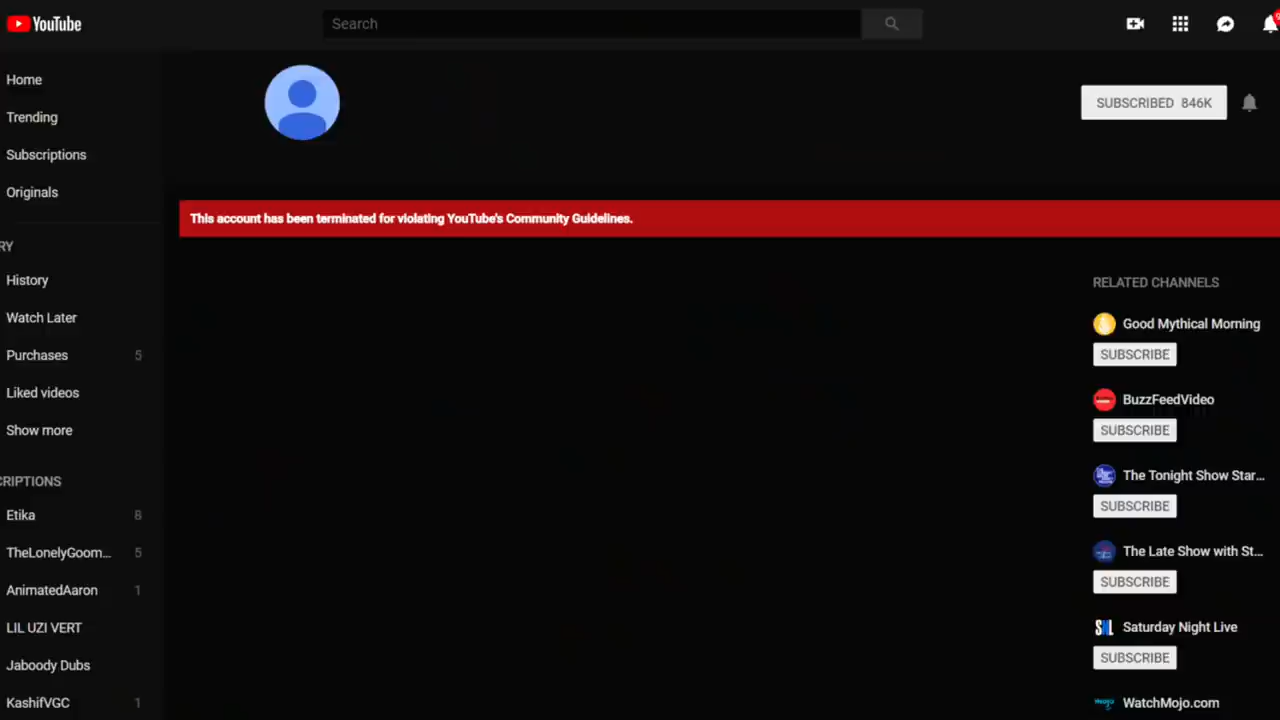 YouTube
Search
Home
Trending
Subscriptions
Originals
RY
History
Watch Later
Purchases 5
Liked videos
Show more
CRIPTIONS
Etika 8
TheLonelyGoom... 5
AnimatedAaron 1
LIL UZI VERT
Jaboody Dubs
KashifVGC 1
SUBSCRIBED 846K
This account has been terminated for violating YouTube's Community Guidelines.
RELATED CHANNELS
Good Mythical Morning
SUBSCRIBE
BuzzFeedVideo
SUBSCRIBE
The Tonight Show Star...
SUBSCRIBE
The Late Show with St...
SUBSCRIBE
SNL
Saturday Night Live
SUBSCRIBE
WatchMojo.com